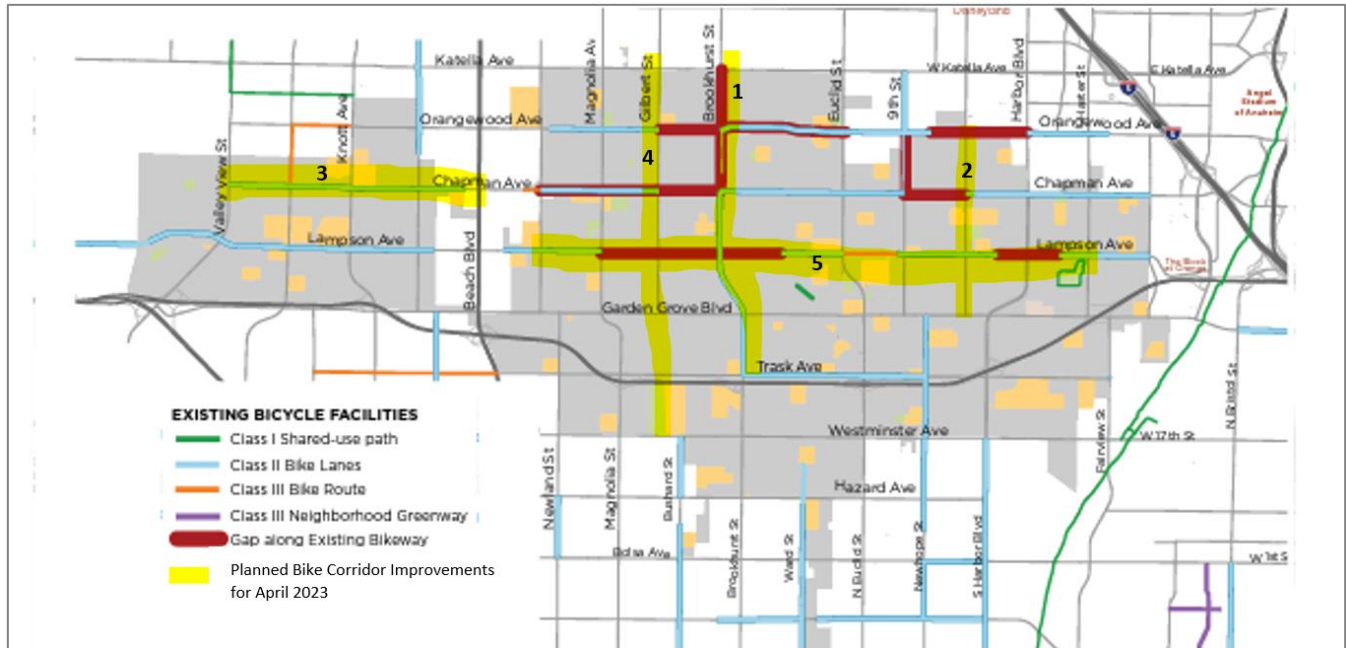 Disneyland
Katella Ave
Magnolia Av
Gilbert St
Brookhurst St
1
Euclid St
9th St
W Katella Ave
Harbor Blvd
Haster St
E Katella Ave
Angel
Stadium
of Anaheim
Knott Ave
Orangewood Ave
Orangewood Ave
4
2
Valley View St
3
Chapman Ave
Chapman Ave
Lampson Ave
Beach Blvd
5
Lampson Ave
The Block
at Orange
Garden Grove Blvd
Trask Ave
N Bristol St
EXISTING BICYCLE FACILITIES
Class I Shared-use path
Class II Bike Lanes
Class III Bike Route
Class III Neighborhood Greenway
Gap along Existing Bikeway
Planned Bike Corridor Improvements
for April 2023
Westminster Ave
Fairview St
W 17th St
Newland St
Magnolia St
Bushard St
Hazard Ave
Bolsa Ave
Brookhurst St
Ward St
N Euclid St
Newhope St
S Harbor Blvd
W 1st S